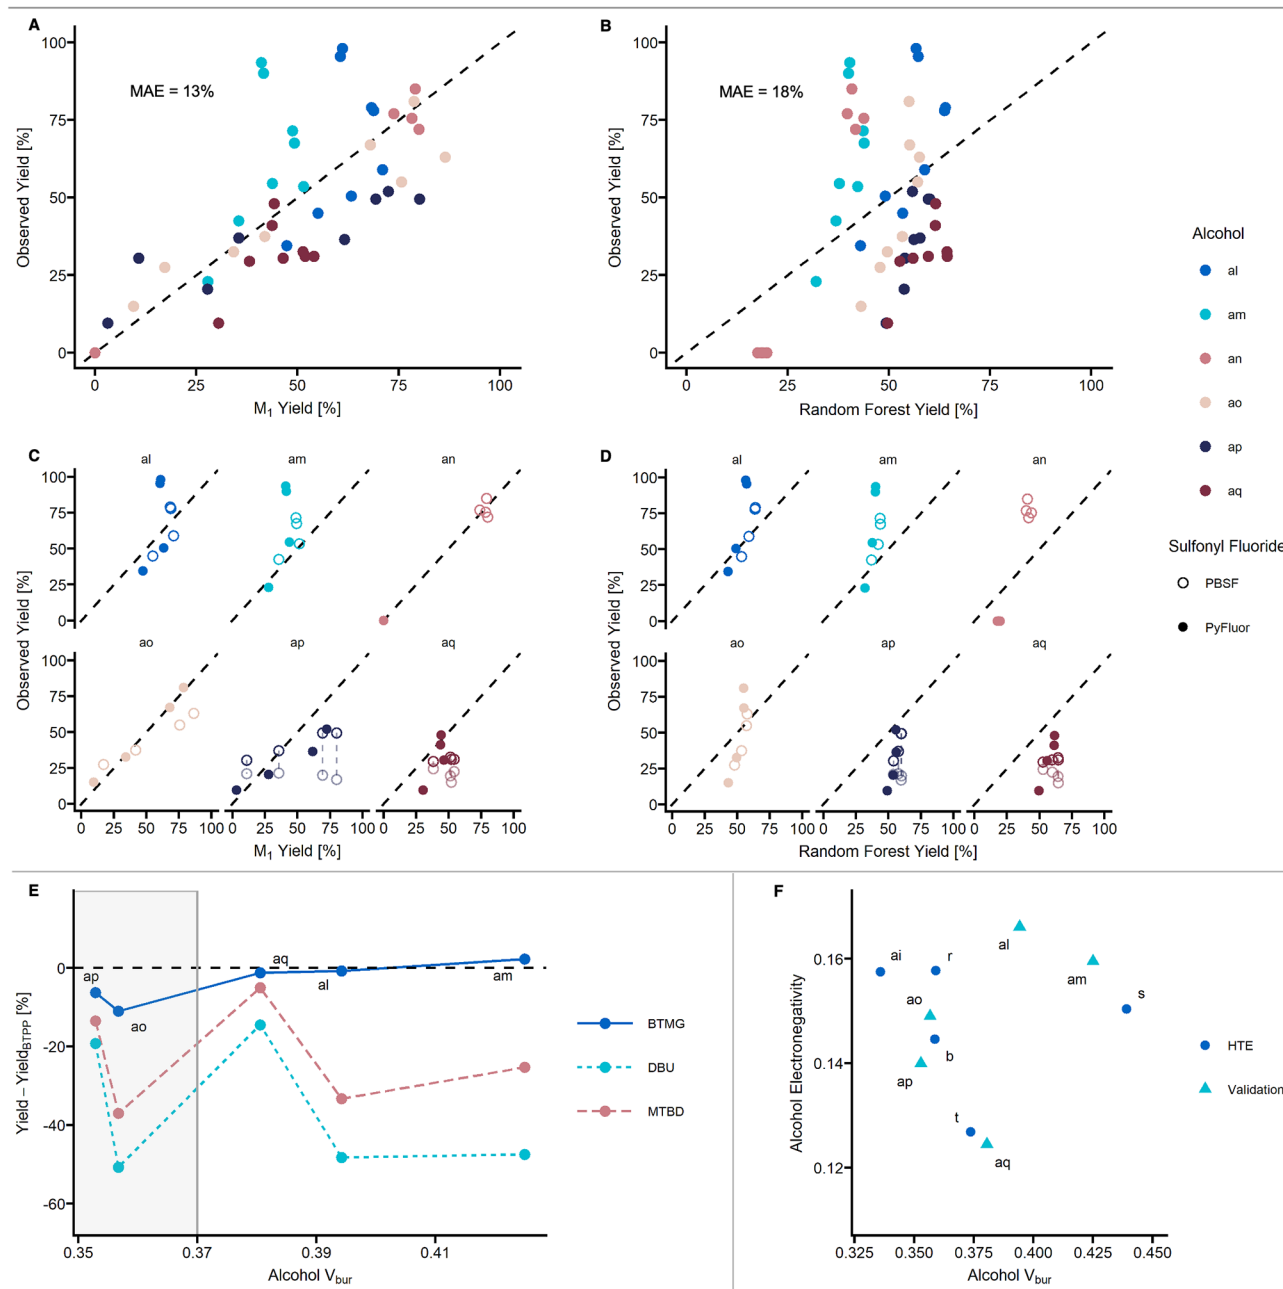 A
B
100
75
50
25
0
Observed Yield [%]
MAE = 13%
0 25 50 75 100
M1 Yield [%]
100
75
50
25
0
Observed Yield [%]
MAE = 18%
0 25 50 75 100
Random Forest Yield [%]
Alcohol
al
am
an
ao
ap
aq
Sulfonyl Fluoride
PBSF
PyFluor
C
al am an
100
75
50
25
0
Observed Yield [%]
ao ap aq
100
75
50
25
0
0 25 50 75 100 0 25 50 75 100 0 25 50 75 100
M1 Yield [%]
D
al am an
100
75
50
25
0
Observed Yield [%]
ao ap aq
100
75
50
25
0
0 25 50 75 100 0 25 50 75 100 0 25 50 75 100
Random Forest Yield [%]
E
0
-20
-40
-60
Yield – YieldBTPP [%]
ap
ao
aq
al
am
0.35 0.37 0.39 0.41
Alcohol Vbur
BTMG
DBU
MTBD
F
0.16
0.14
0.12
Alcohol Electronegativity
ai
r
al
am
s
ao
b
ap
t
aq
0.325 0.350 0.375 0.400 0.425 0.450
Alcohol Vbur
HTE
Validation